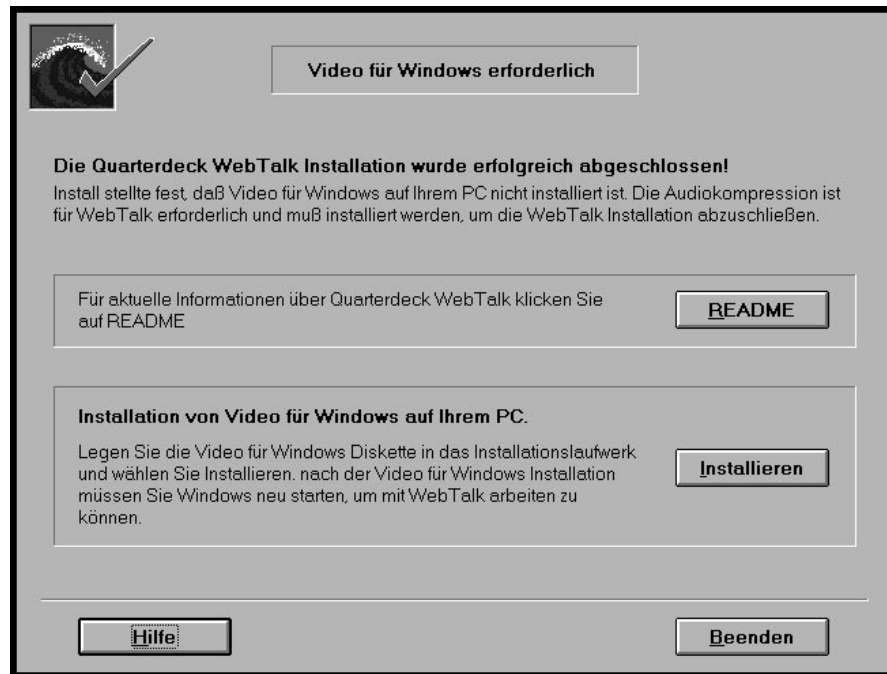 Video für Windows erforderlich
Die Quarterdeck WebTalk Installation wurde erfolgreich abgeschlossen!
Install stellte fest, daß Video für Windows auf Ihrem PC nicht installiert ist. Die Audiokompression ist
für WebTalk erforderlich und muß installiert werden, um die WebTalk Installation abzuschließen.
Für aktuelle Informationen über Quarterdeck WebTalk klicken Sie
auf README
README
Installation von Video für Windows auf Ihrem PC.
Legen Sie die Video für Windows Diskette in das Installationslaufwerk
und wählen Sie Installieren. nach der Video für Windows Installation
müssen Sie Windows neu starten, um mit WebTalk arbeiten zu
können.
Installieren
Hilfe
Beenden